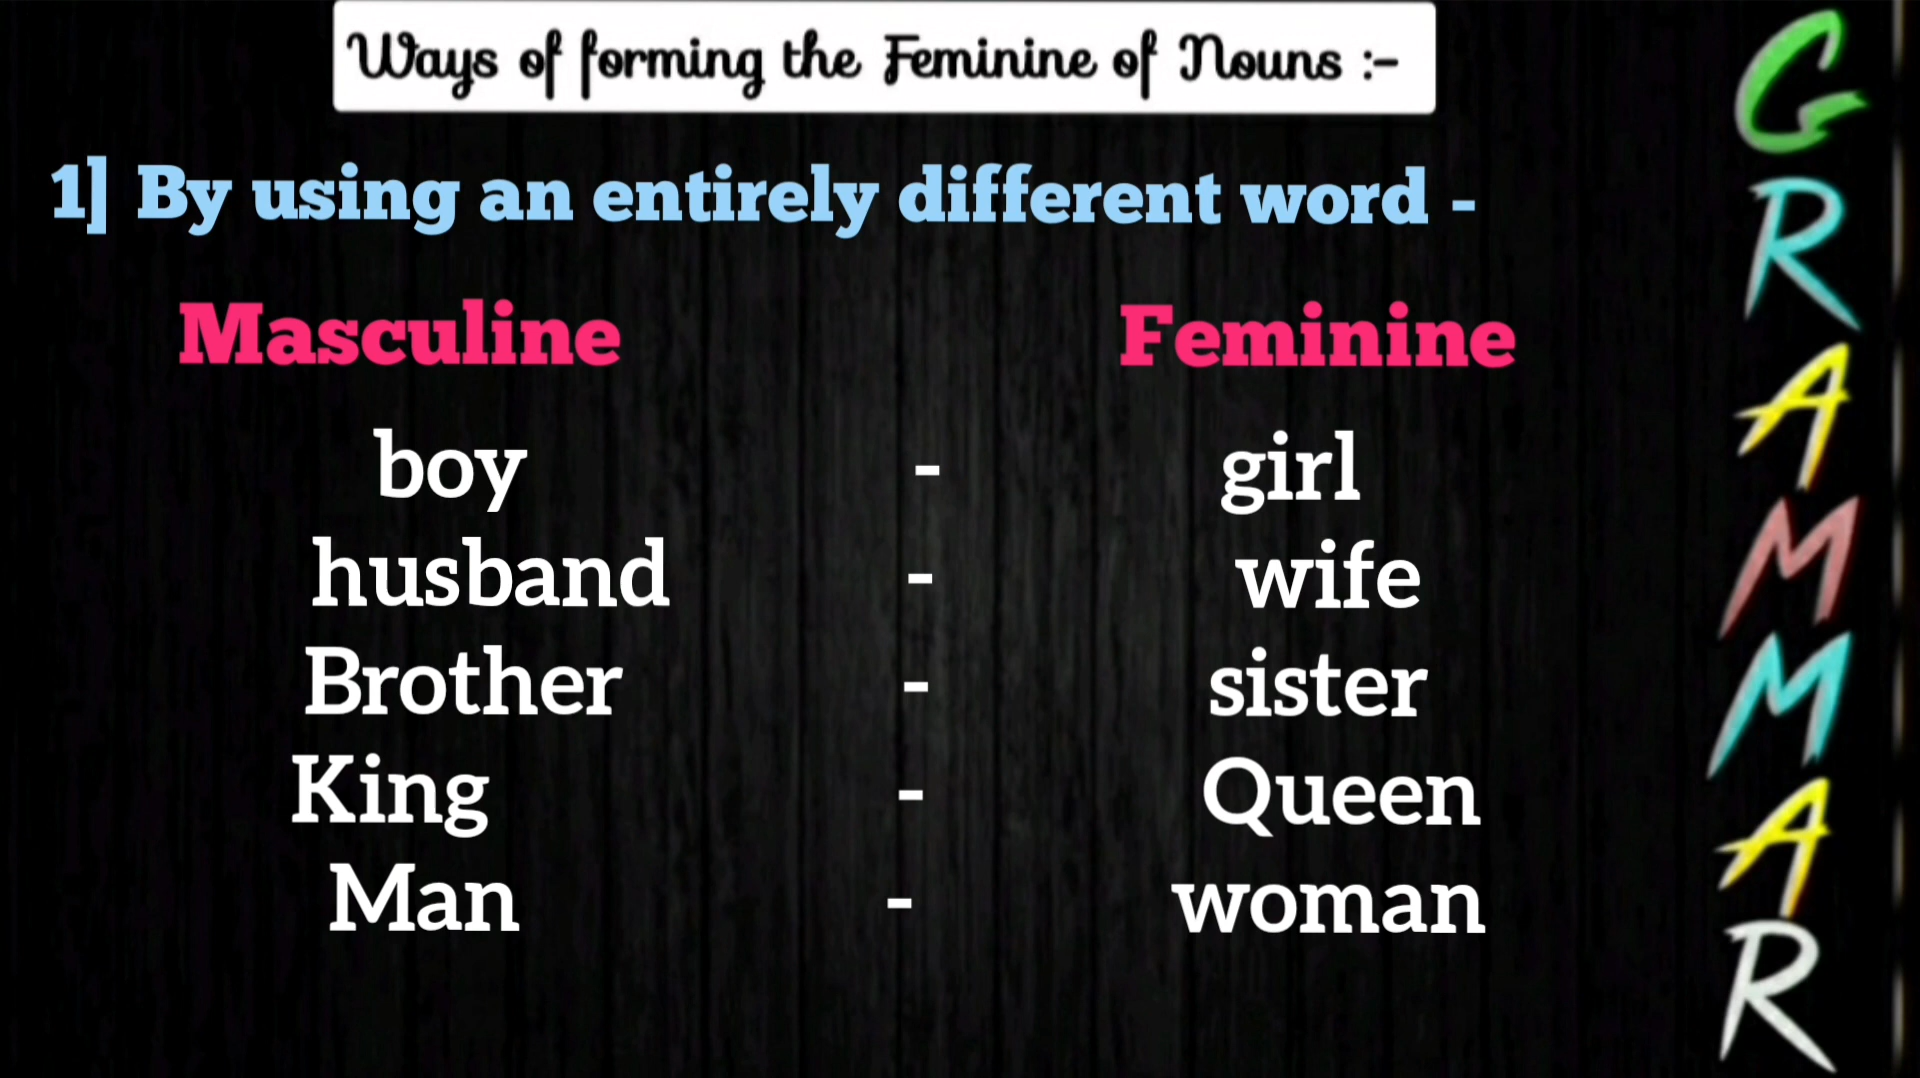 Ways of forming the Feminine of Nouns :-
1] By using an entirely different word -
Masculine Feminine
boy - girl
husband - wife
Brother - sister
King - Queen
Man - woman
GRAMMAR